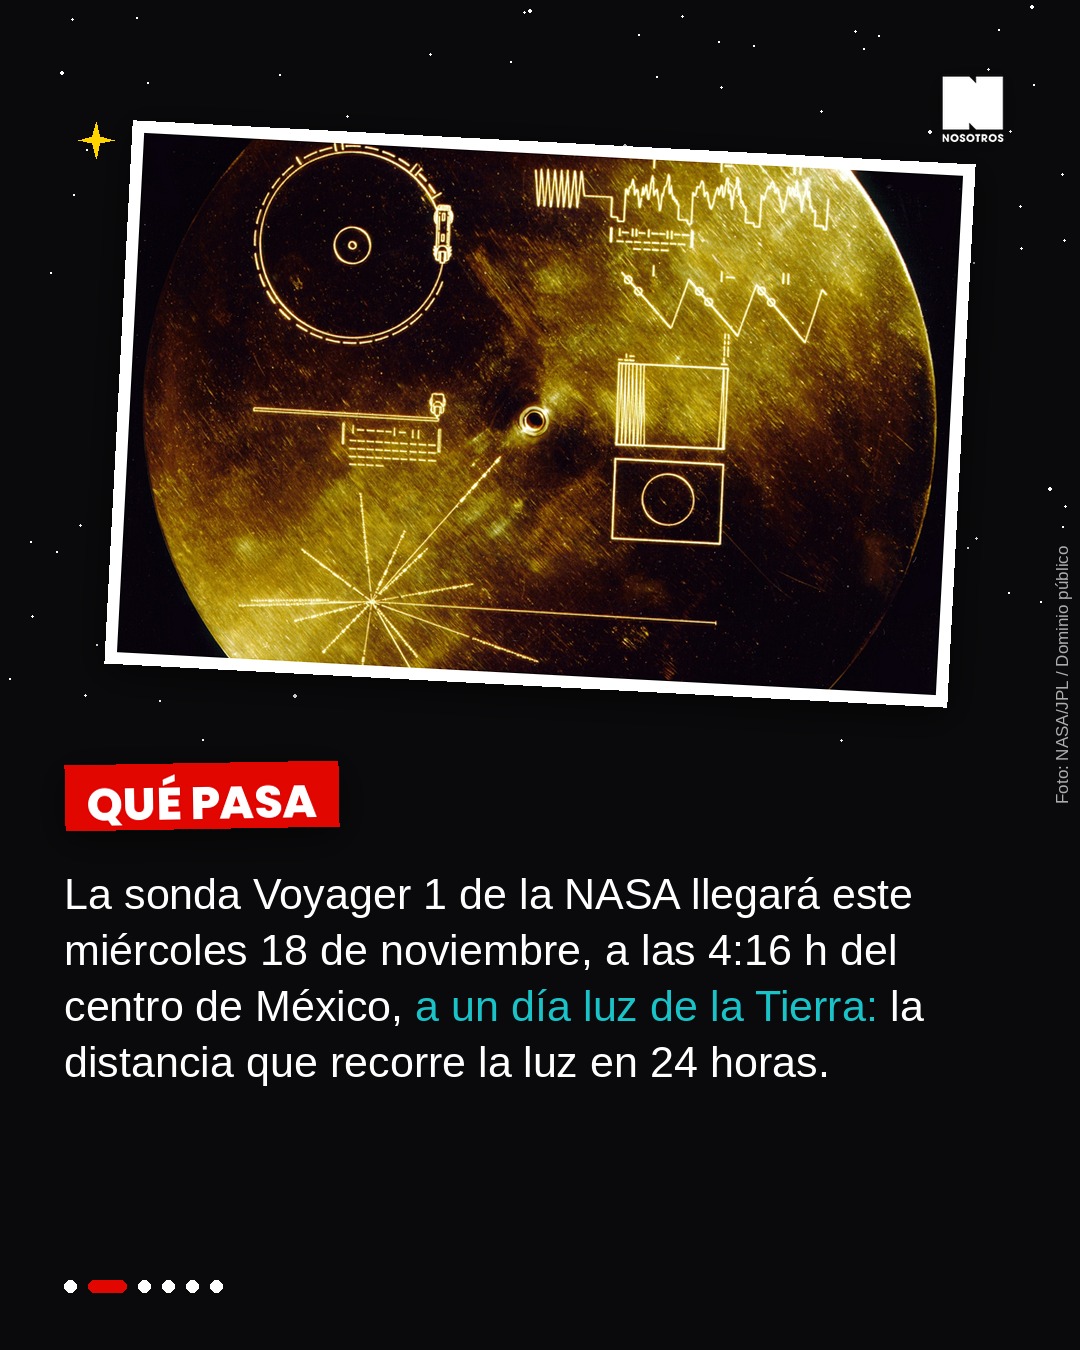 NOSOTROS
Foto: NASA/JPL / Dominio público
QUÉ PASA
La sonda Voyager 1 de la NASA llegará este
miércoles 18 de noviembre, a las 4:16 h del
centro de México, a un día luz de la Tierra: la
distancia que recorre la luz en 24 horas.